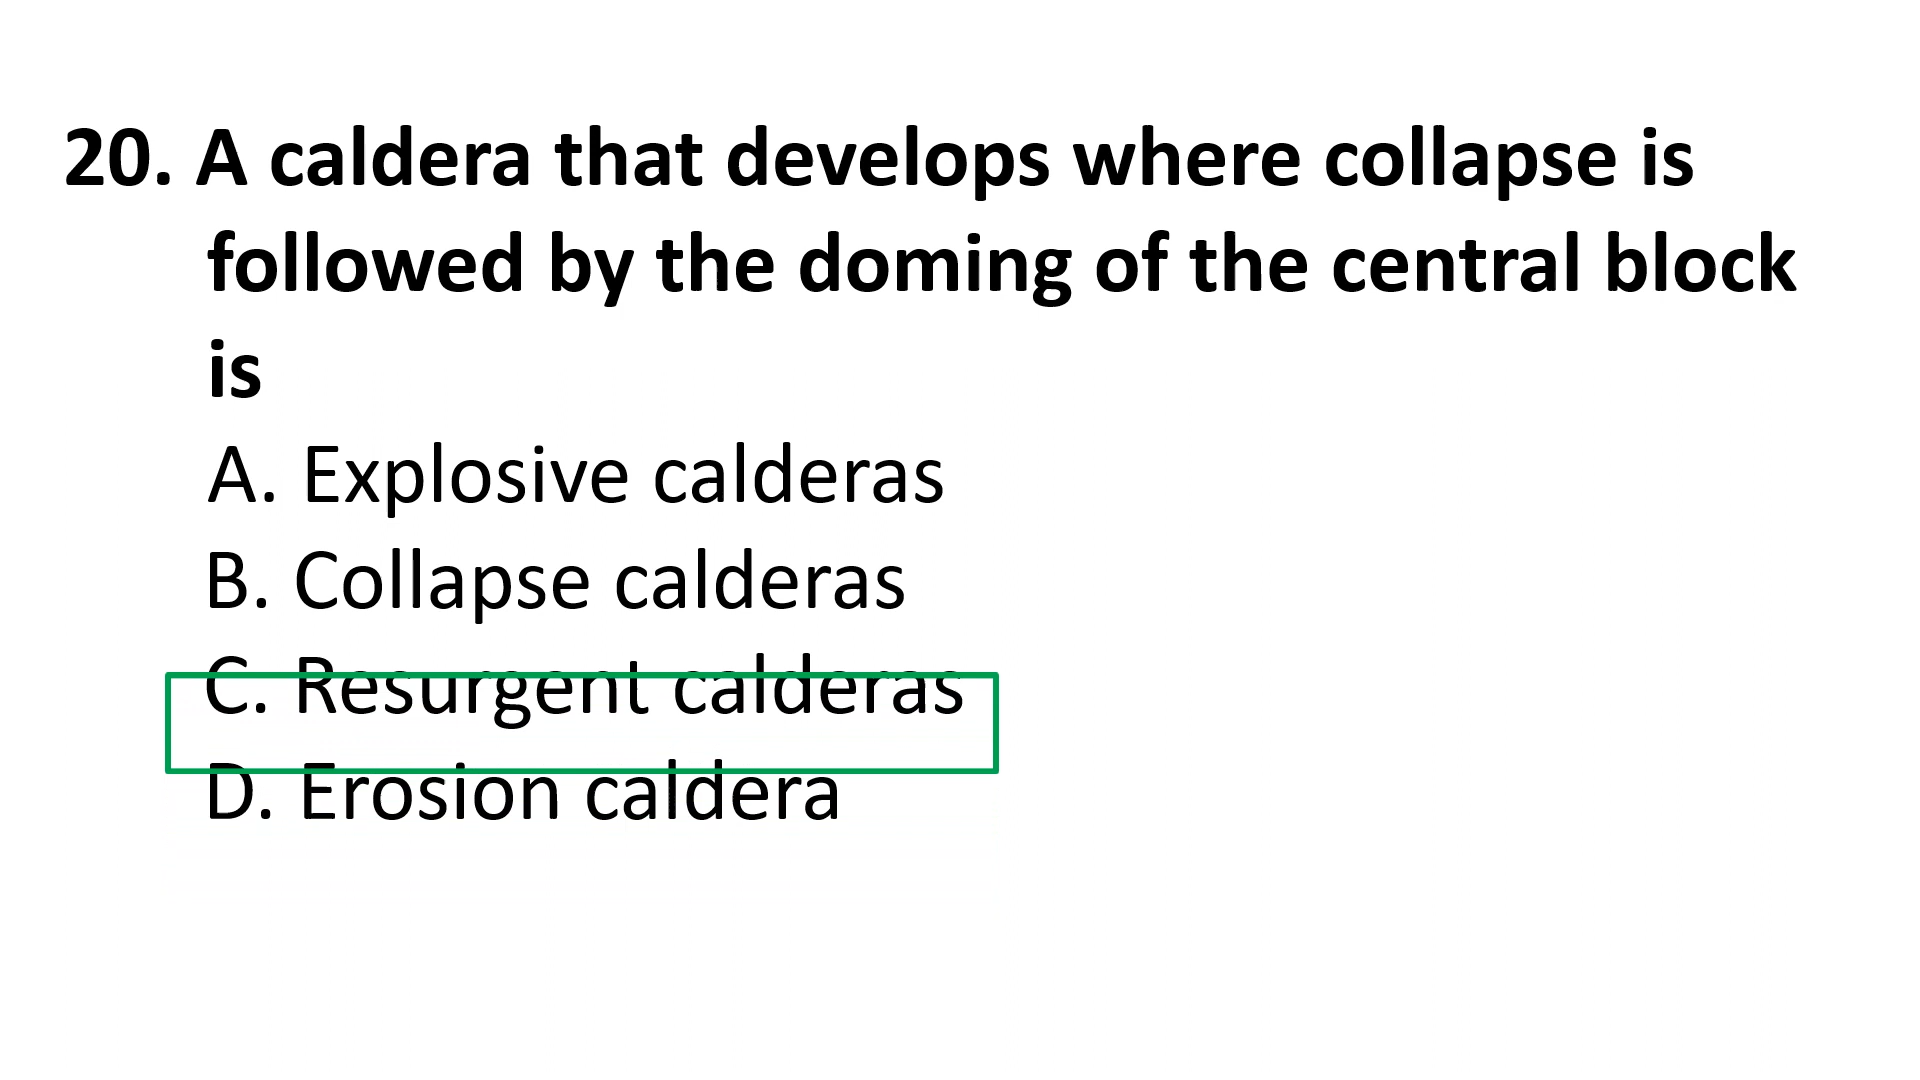 20. A caldera that develops where collapse is
followed by the doming of the central block
is
A. Explosive calderas
B. Collapse calderas
C. Resurgent calderas
D. Erosion caldera